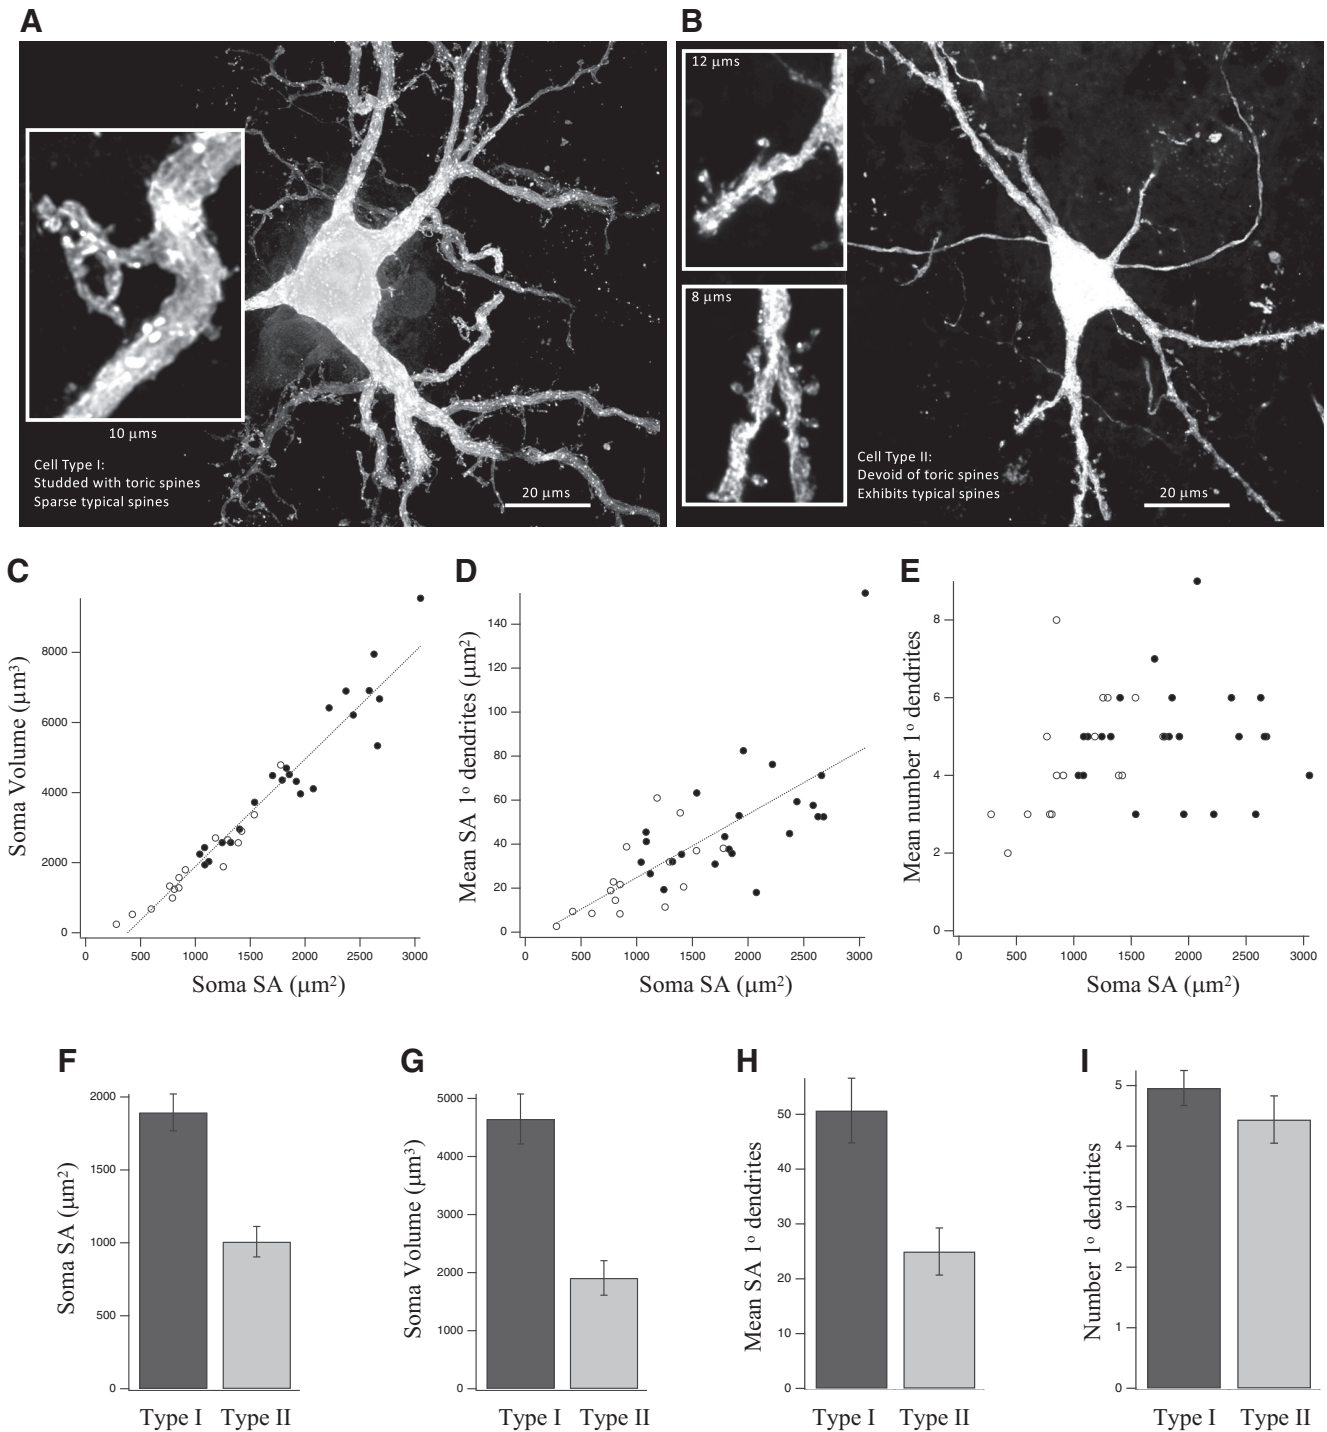 A
B
12 μms
8 μms
10 μms
Cell Type I:
Studded with toric spines
Sparse typical spines
20 μms
Cell Type II:
Devoid of toric spines
Exhibits typical spines
20 μms
C
Soma Volume (μm³)
8000
6000
4000
2000
0
0 500 1000 1500 2000 2500 3000
Soma SA (μm²)
D
Mean SA 1º dendrites (μm²)
140
120
100
80
60
40
20
0
0 500 1000 1500 2000 2500 3000
Soma SA (μm²)
E
Mean number 1º dendrites
8
6
4
2
0
0 500 1000 1500 2000 2500 3000
Soma SA (μm²)
F
Soma SA (μm²)
2000
1500
1000
500
0
Type I Type II
G
Soma Volume (μm³)
5000
4000
3000
2000
1000
0
Type I Type II
H
Mean SA 1º dendrites
50
40
30
20
10
0
Type I Type II
I
Number 1º dendrites
5
4
3
2
1
0
Type I Type II